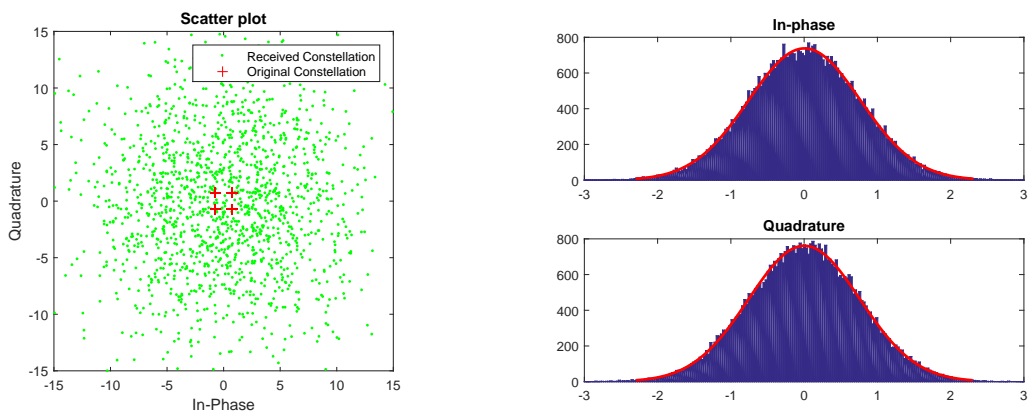 Scatter plot
15
10
5
0
-5
-10
-15
-15 -10 -5 0 5 10 15
Quadrature
In-Phase
Received Constellation
Original Constellation
In-phase
800
600
400
200
0
-3 -2 -1 0 1 2 3
Quadrature
800
600
400
200
0
-3 -2 -1 0 1 2 3